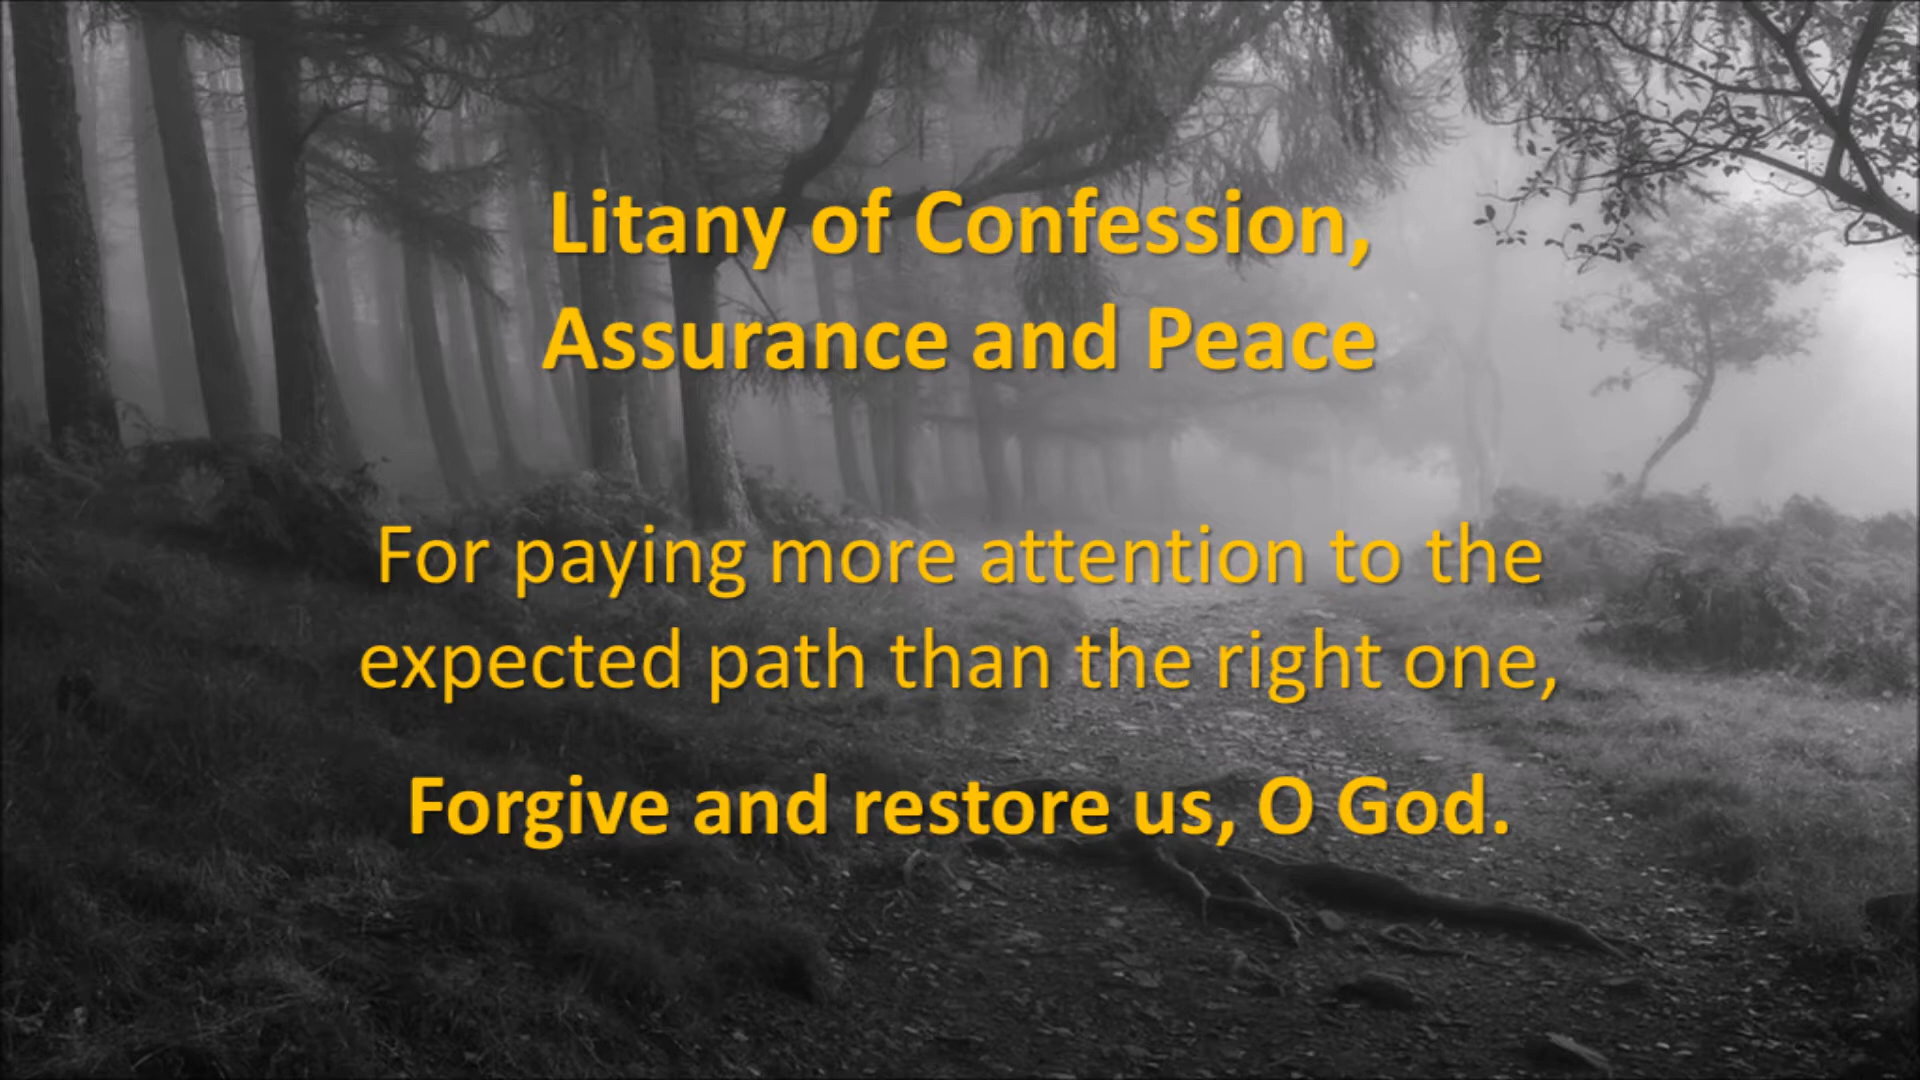 Litany of Confession,
Assurance and Peace
For paying more attention to the
expected path than the right one,
Forgive and restore us, O God.